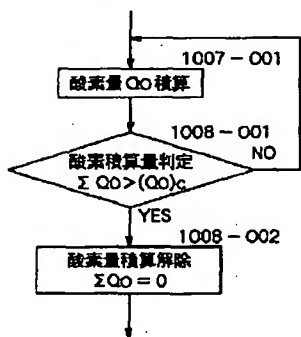 1007-001
酸素量 QO 積算
1008-001
酸素積算量判定
Σ QO > (QO)c
NO
YES
1008-002
酸素量積算解除
ΣQO = 0